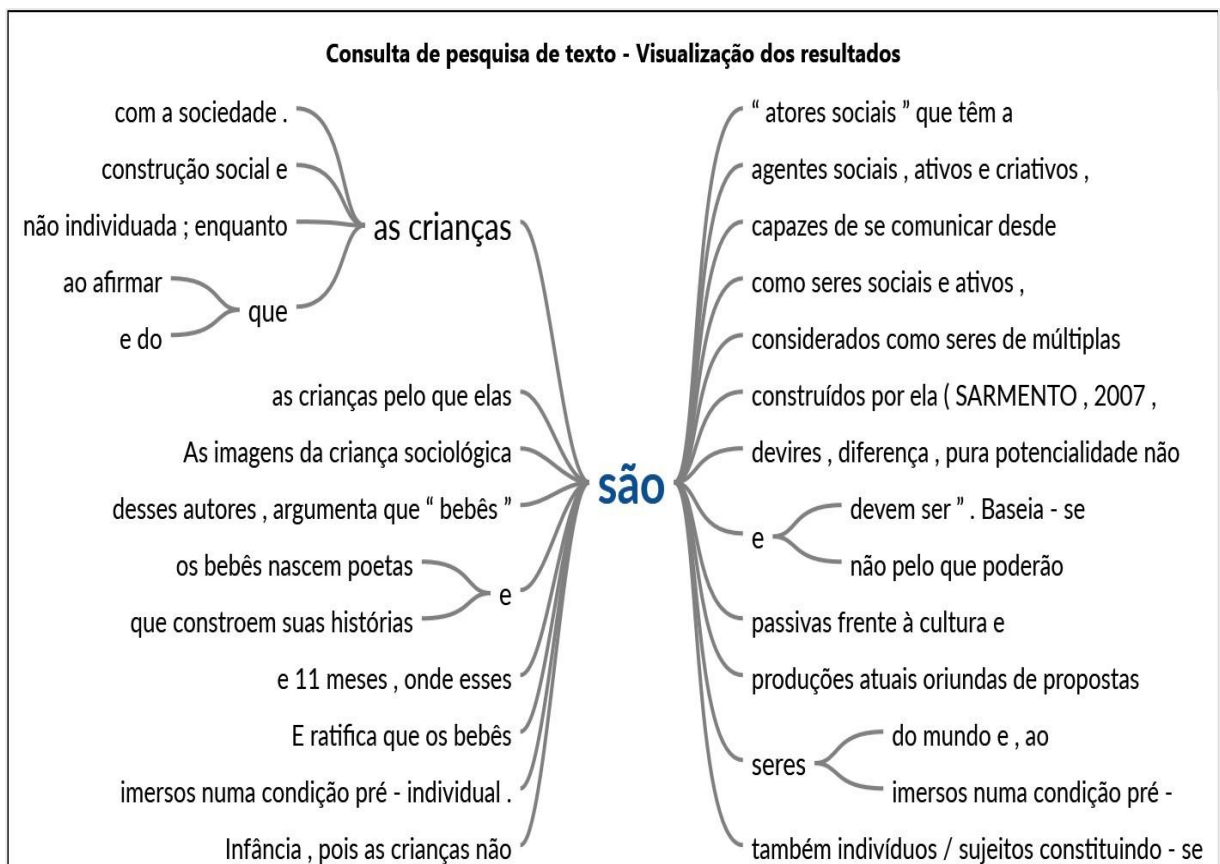 Consulta de pesquisa de texto - Visualização dos resultados
com a sociedade .
construção social e
não individuada ; enquanto
as crianças
ao afirmar
que
e do
as crianças pelo que elas
As imagens da criança sociológica
desses autores , argumenta que “ bebês ”
os bebês nascem poetas
e
que constroem suas histórias
e 11 meses , onde esses
E ratifica que os bebês
imersos numa condição pré - individual .
Infância , pois as crianças não
são
“ atores sociais ” que têm a
agentes sociais , ativos e criativos ,
capazes de se comunicar desde
como seres sociais e ativos ,
considerados como seres de múltiplas
construídos por ela ( SARMENTO , 2007 ,
devires , diferença , pura potencialidade não
e
devem ser ” . Baseia - se
não pelo que poderão
passivas frente à cultura e
produções atuais oriundas de propostas
seres
do mundo e , ao
imersos numa condição pré -
também indivíduos / sujeitos constituindo - se